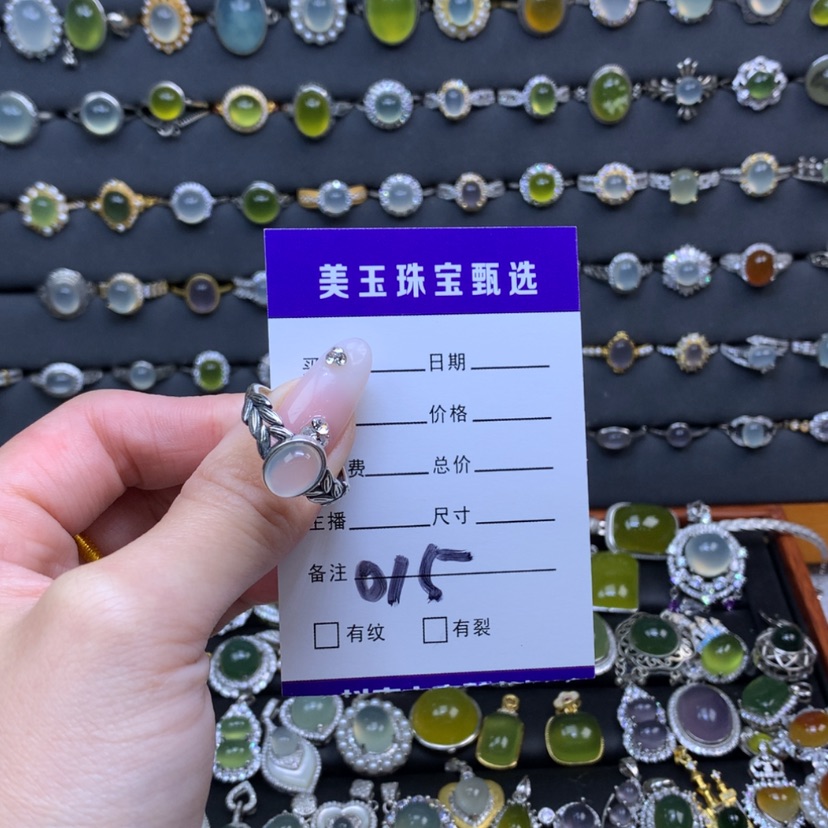 美玉珠宝甄选
日期
价格
费 总价
主播 尺寸
备注 015
有纹 有裂